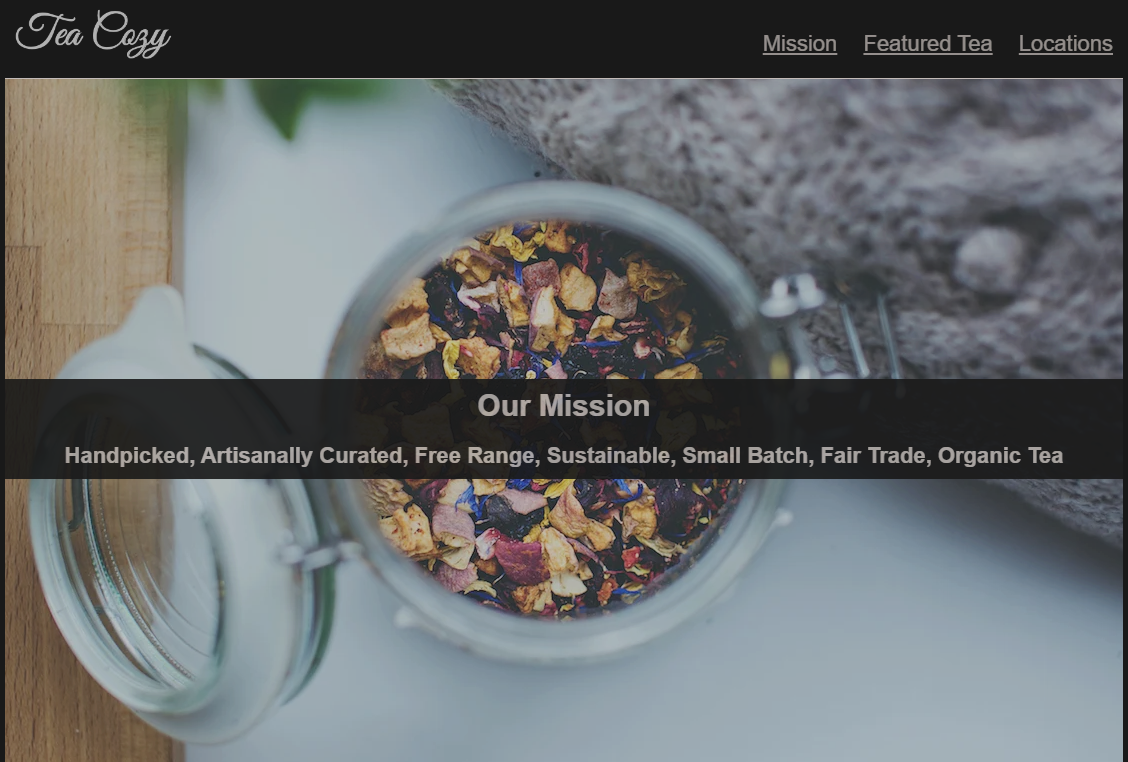 Tea Cozy
Mission Featured Tea Locations
Our Mission
Handpicked, Artisanally Curated, Free Range, Sustainable, Small Batch, Fair Trade, Organic Tea